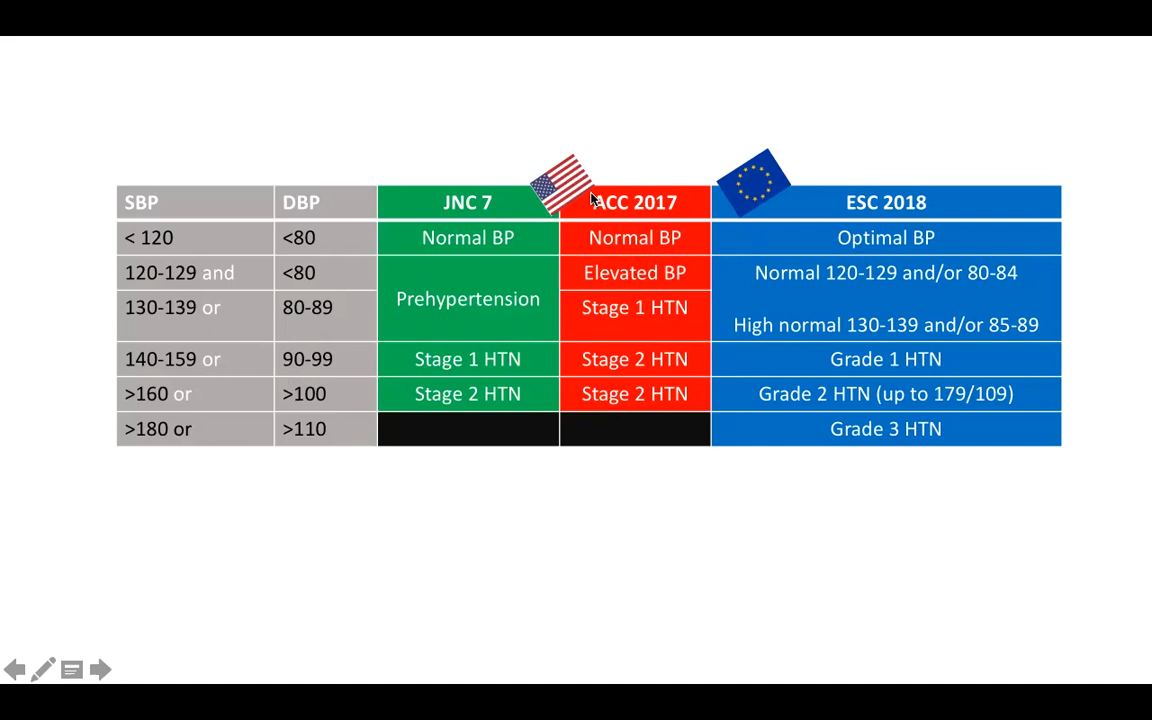 SBP DBP JNC 7 ACC 2017 ESC 2018
< 120 <80 Normal BP Normal BP Optimal BP
120-129 and <80 Prehypertension Elevated BP Normal 120-129 and/or 80-84
130-139 or 80-89 Stage 1 HTN High normal 130-139 and/or 85-89
140-159 or 90-99 Stage 1 HTN Stage 2 HTN Grade 1 HTN
>160 or >100 Stage 2 HTN Stage 2 HTN Grade 2 HTN (up to 179/109)
>180 or >110 Grade 3 HTN